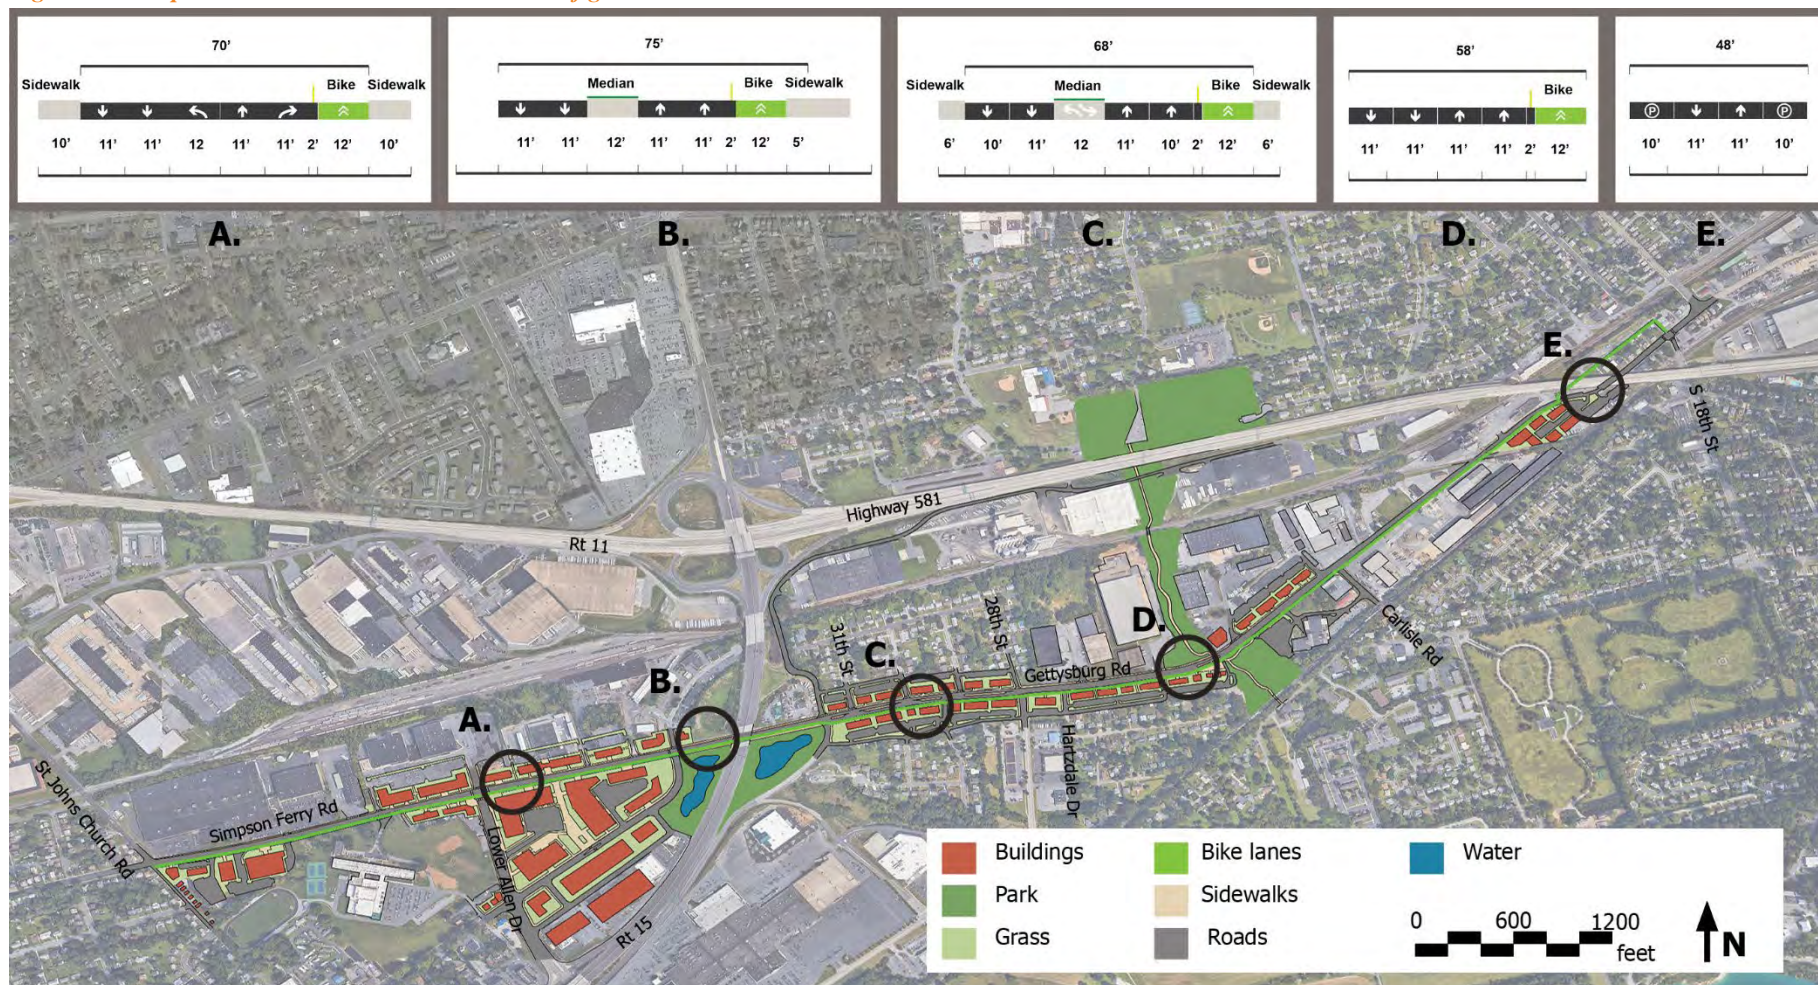 70'
Sidewalk Bike Sidewalk
10' 11' 11' 12 11' 11' 2' 12' 10'
75'
Median Bike Sidewalk
11' 11' 12' 11' 11' 2' 12' 5'
68'
Sidewalk Median Bike Sidewalk
6' 10' 11' 12 11' 10' 2' 12' 6'
58'
Bike
11' 11' 11' 11' 2' 12'
48'
P P
10' 11' 11' 10'
A. B. C. D. E.
E.
S 18th St
Highway 581
Rt 11
28th St
31th St
D.
Carlisle Rd
C.
Gettysburg Rd
B.
A.
Hartzdale Dr
St Johns Church Rd
Simpson Ferry Rd
Lower Allen Dr
Rt 15
Buildings Bike lanes Water
Park Sidewalks
Grass Roads
0 600 1200
feet
N